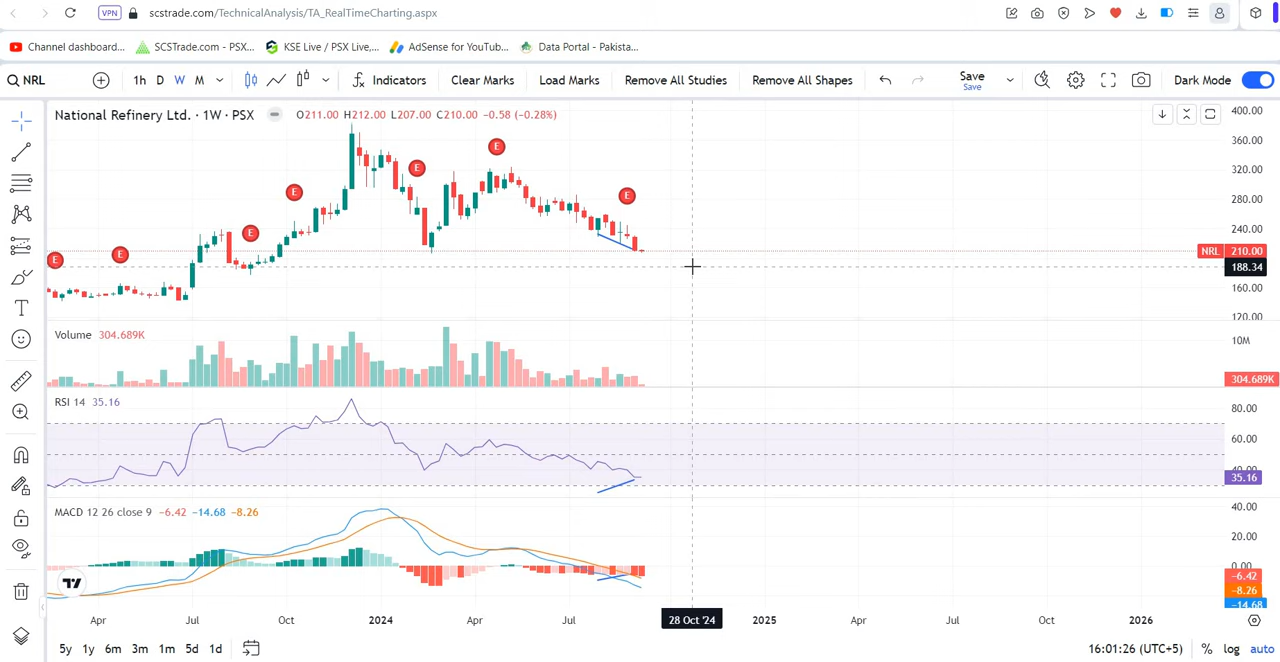 VPN scstrade.com/TechnicalAnalysis/TA_RealTimeCharting.aspx
Channel dashboard... SCSTrade.com - PSX... KSE Live / PSX Live,... AdSense for YouTub... Data Portal - Pakista...
NRL 1h D W M Indicators Clear Marks Load Marks Remove All Studies Remove All Shapes Save Dark Mode
Save
National Refinery Ltd. · 1W · PSX O211.00 H212.00 L207.00 C210.00 −0.58 (−0.28%)
400.00
360.00
320.00
280.00
240.00
NRL 210.00
188.34
160.00
120.00
E
E
E
E
E
E
E
E
Volume 304.689K
10M
304.689K
RSI 14 35.16
80.00
60.00
40.00
35.16
MACD 12 26 close 9 −6.42 −14.68 −8.26
40.00
20.00
0.00
−6.42
−8.26
−14.68
Apr Jul Oct 2024 Apr Jul 28 Oct '24 2025 Apr Jul Oct 2026
5y 1y 6m 3m 1m 5d 1d 16:01:26 (UTC+5) % log auto